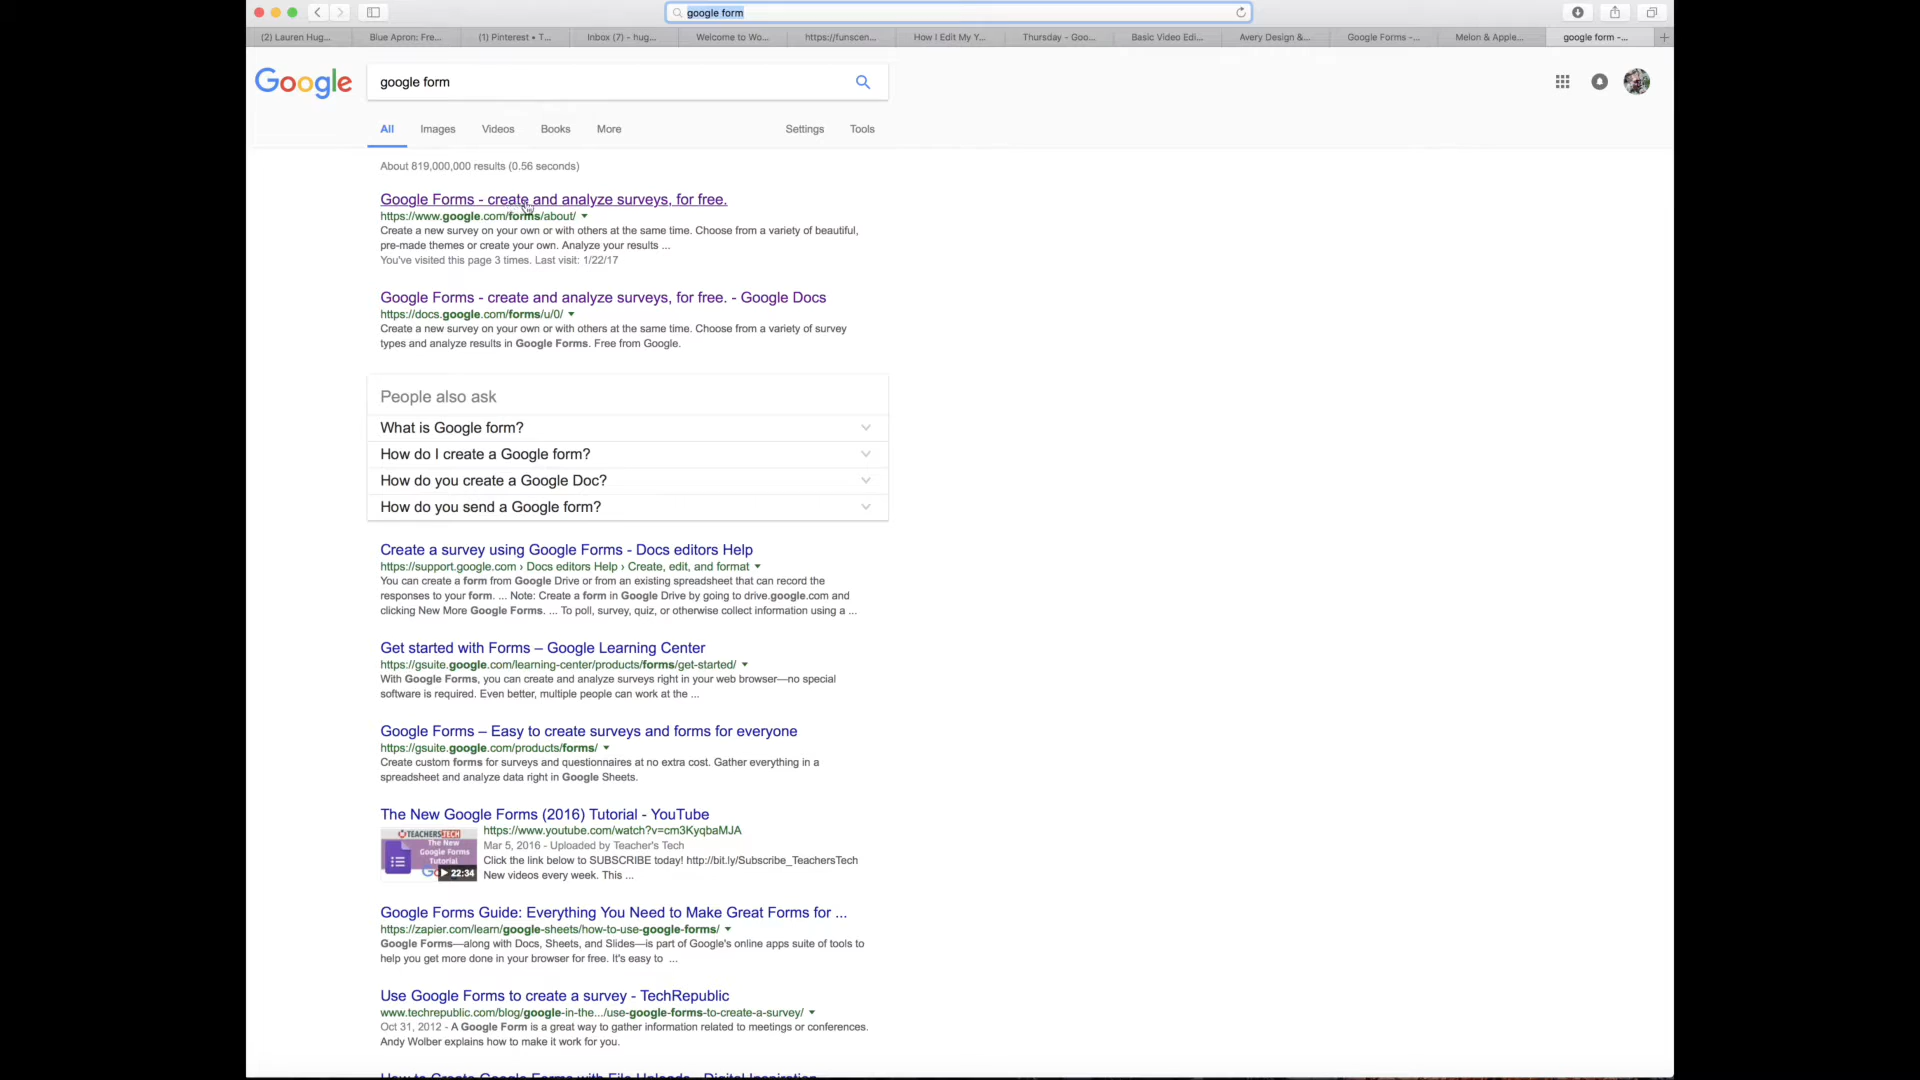 google form
(2) Lauren Hug...
Blue Apron: Fre...
(1) Pinterest • T...
Inbox (7) - hug...
Welcome to Wo...
https://funscen...
How I Edit My Y...
Thursday - Goo...
Basic Video Edi...
Avery Design &...
Google Forms -...
Melon & Apple...
google form -...
Google
google form
All
Images
Videos
Books
More
Settings
Tools
About 819,000,000 results (0.56 seconds)
Google Forms - create and analyze surveys, for free.
https://www.google.com/forms/about/
Create a new survey on your own or with others at the same time. Choose from a variety of beautiful,
pre-made themes or create your own. Analyze your results ...
You've visited this page 3 times. Last visit: 1/22/17
Google Forms - create and analyze surveys, for free. - Google Docs
https://docs.google.com/forms/u/0/
Create a new survey on your own or with others at the same time. Choose from a variety of survey
types and analyze results in Google Forms. Free from Google.
People also ask
What is Google form?
How do I create a Google form?
How do you create a Google Doc?
How do you send a Google form?
Create a survey using Google Forms - Docs editors Help
https://support.google.com › Docs editors Help › Create, edit, and format
You can create a form from Google Drive or from an existing spreadsheet that can record the
responses to your form. ... Note: Create a form in Google Drive by going to drive.google.com and
clicking New More Google Forms. ... To poll, survey, quiz, or otherwise collect information using a ...
Get started with Forms – Google Learning Center
https://gsuite.google.com/learning-center/products/forms/get-started/
With Google Forms, you can create and analyze surveys right in your web browser—no special
software is required. Even better, multiple people can work at the ...
Google Forms – Easy to create surveys and forms for everyone
https://gsuite.google.com/products/forms/
Create custom forms for surveys and questionnaires at no extra cost. Gather everything in a
spreadsheet and analyze data right in Google Sheets.
The New Google Forms (2016) Tutorial - YouTube
TEACHERSTECH
The New
Google Forms
Tutorial
22:34
https://www.youtube.com/watch?v=cm3KyqbaMJA
Mar 5, 2016 - Uploaded by Teacher's Tech
Click the link below to SUBSCRIBE today! http://bit.ly/Subscribe_TeachersTech
New videos every week. This ...
Google Forms Guide: Everything You Need to Make Great Forms for ...
https://zapier.com/learn/google-sheets/how-to-use-google-forms/
Google Forms—along with Docs, Sheets, and Slides—is part of Google's online apps suite of tools to
help you get more done in your browser for free. It's easy to ...
Use Google Forms to create a survey - TechRepublic
www.techrepublic.com/blog/google-in-the.../use-google-forms-to-create-a-survey/
Oct 31, 2012 - A Google Form is a great way to gather information related to meetings or conferences.
Andy Wolber explains how to make it work for you.
How to Create Google Forms with File Uploads - Digital Inspiration